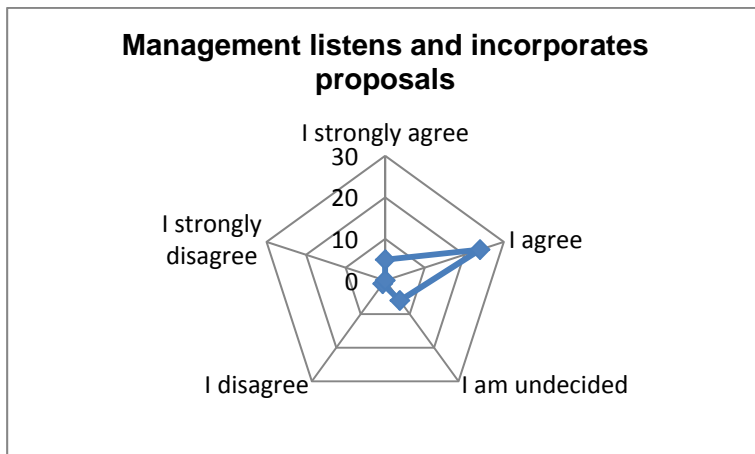 Management listens and incorporates
proposals
I strongly agree
30
20
10
0
I agree
I am undecided
I disagree
I strongly
disagree